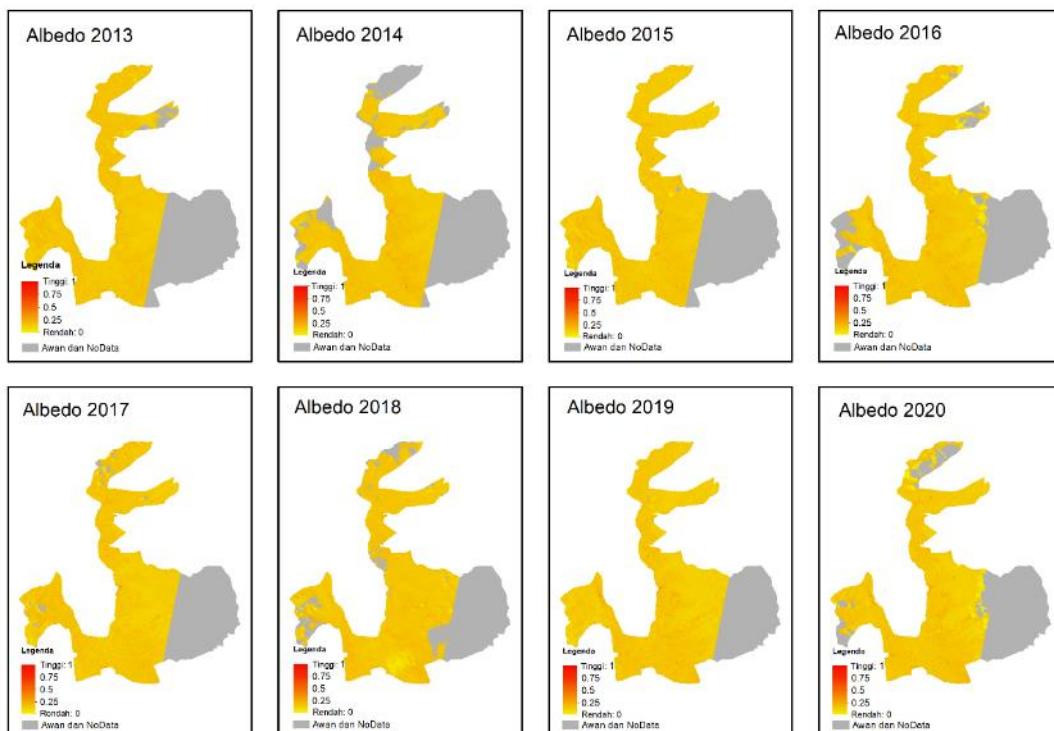 Albedo 2013
Legenda
Tinggi: 1
0.75
0.5
0.25
Rendah: 0
Awan dan NoData
Albedo 2014
Legenda
Tinggi: 1
0.75
0.5
0.25
Rendah: 0
Awan dan NoData
Albedo 2015
Legenda
Tinggi: 1
0.75
0.5
0.25
Rendah: 0
Awan dan NoData
Albedo 2016
Legenda
Tinggi: 1
0.75
0.5
0.25
Rendah: 0
Awan dan NoData
Albedo 2017
Legenda
Tinggi: 1
0.75
0.5
0.25
Rendah: 0
Awan dan NoData
Albedo 2018
Legenda
Tinggi: 1
0.75
0.5
0.25
Rendah: 0
Awan dan NoData
Albedo 2019
Legenda
Tinggi: 1
0.75
0.5
0.25
Rendah: 0
Awan dan NoData
Albedo 2020
Legenda
Tinggi: 1
0.75
0.5
0.25
Rendah: 0
Awan dan NoData